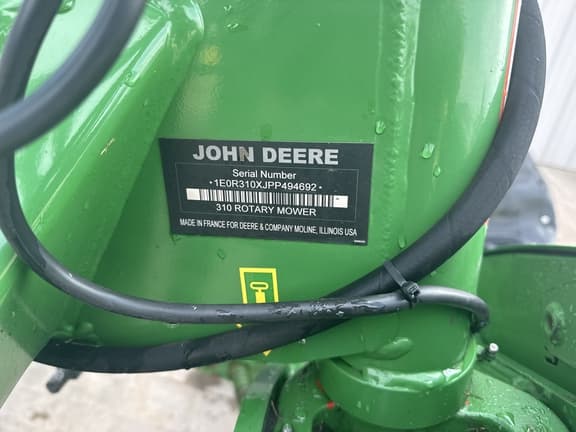 JOHN DEERE
Serial Number
•1E0R310XJPP494692•
310 ROTARY MOWER
MADE IN FRANCE FOR DEERE & COMPANY MOLINE, ILLINOIS USA